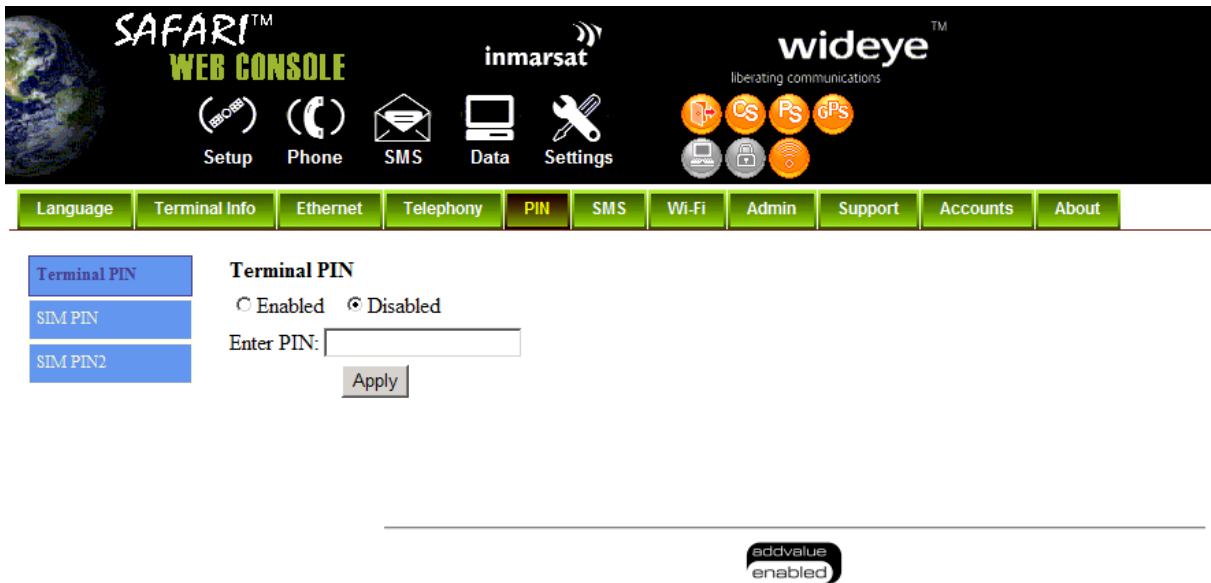 SAFARI™
WEB CONSOLE
inmarsat
wideye™
liberating communications
CS PS GPS
Setup Phone SMS Data Settings
Language Terminal Info Ethernet Telephony PIN SMS Wi-Fi Admin Support Accounts About
Terminal PIN
SIM PIN
SIM PIN2
Terminal PIN
Enabled Disabled
Enter PIN:
Apply
addvalue
enabled